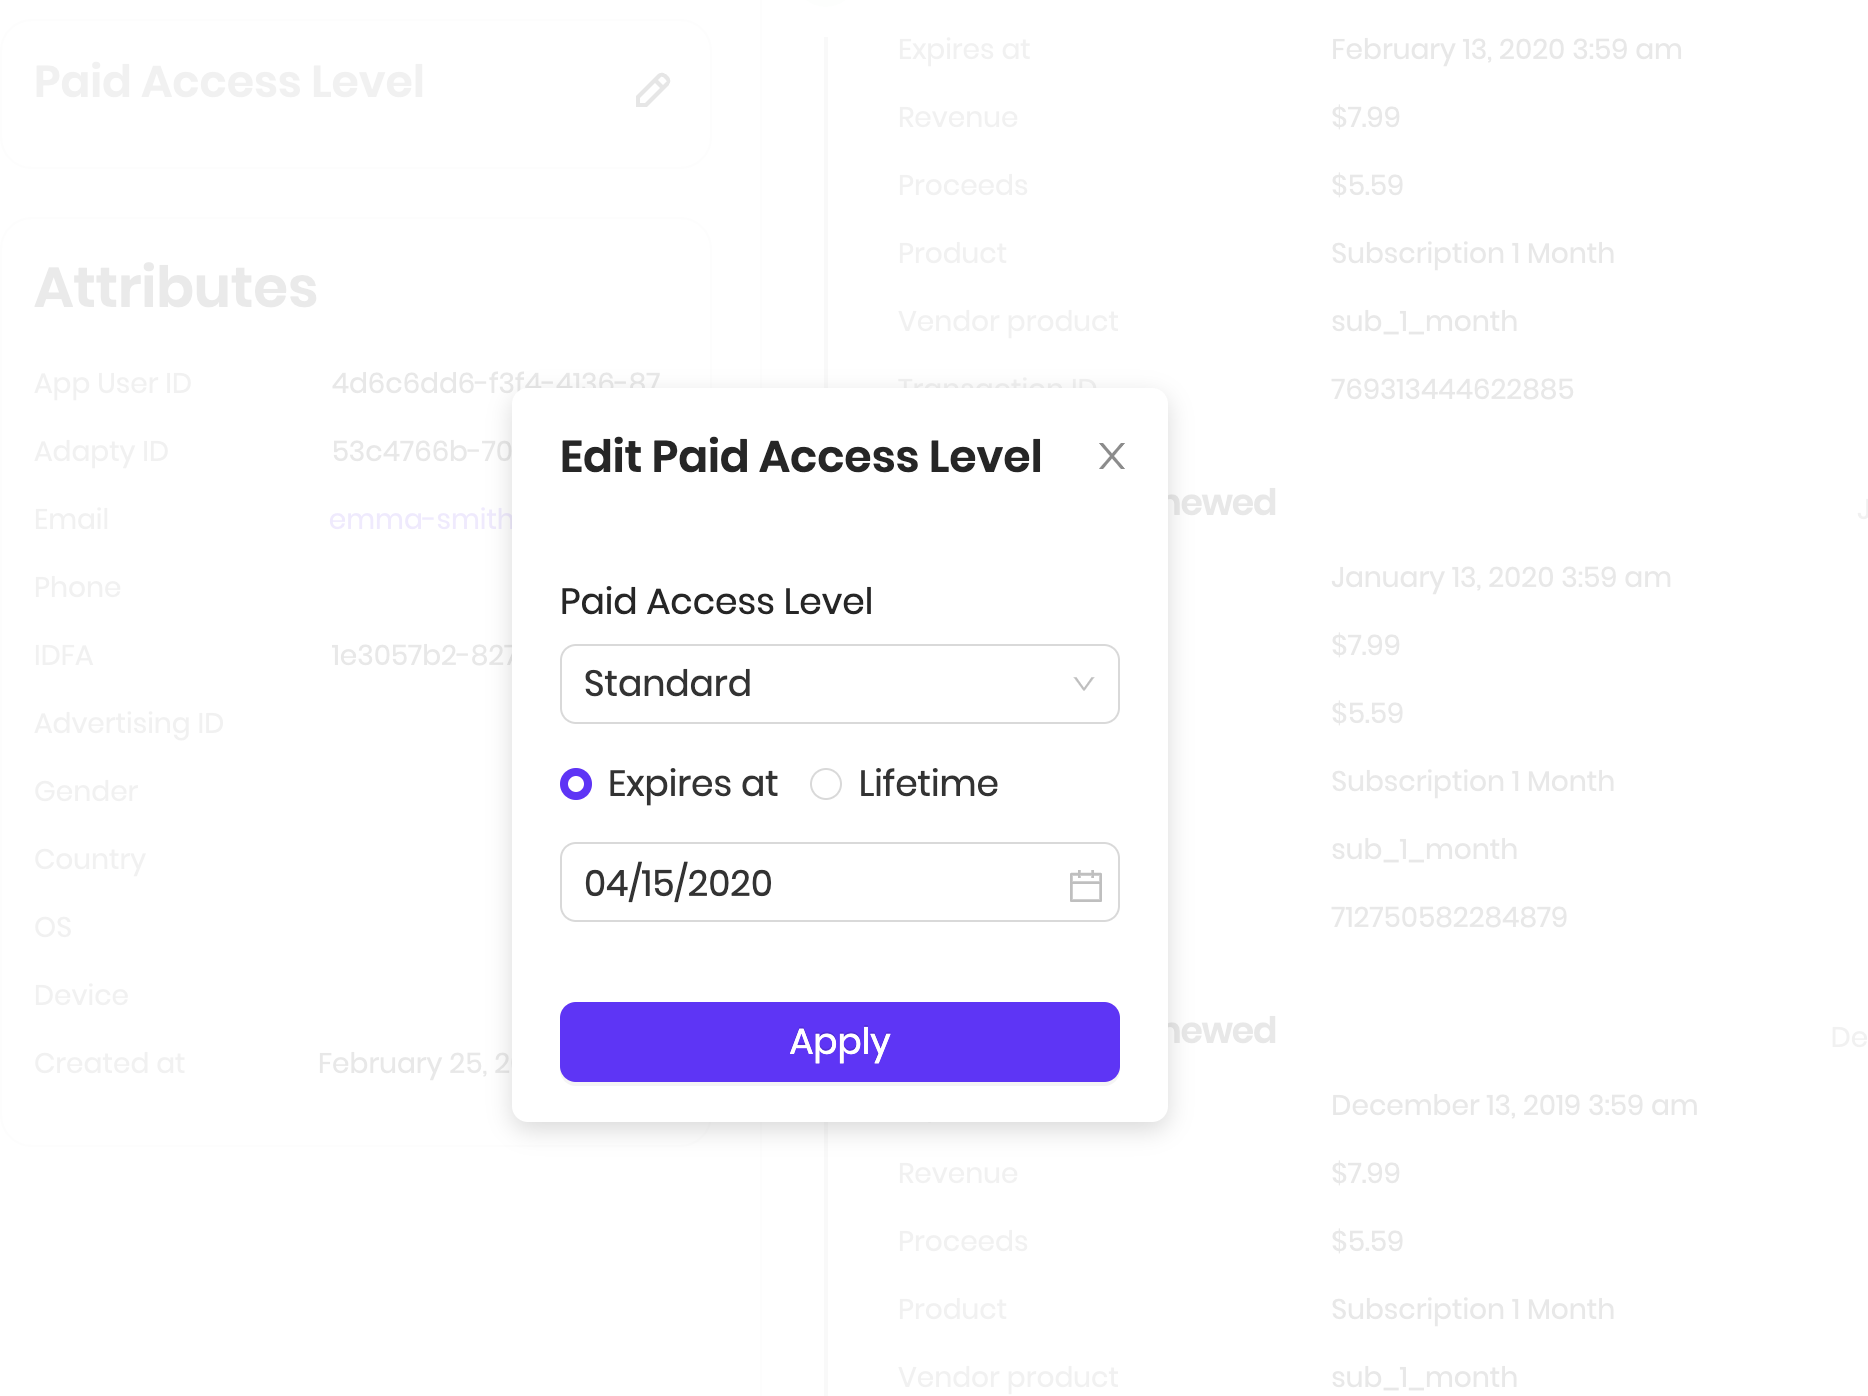 Paid Access Level
Attributes
App User ID 4d6c6dd6-f3f4-4136-87
Adapty ID 53c4766b-70
Email emma-smith
Phone
IDFA 1e3057b2-827
Advertising ID
Gender
Country
OS
Device
Created at February 25, 2
Expires at February 13, 2020 3:59 am
Revenue $7.99
Proceeds $5.59
Product Subscription 1 Month
Vendor product sub_1_month
Transaction ID 769313444622885
newed J
January 13, 2020 3:59 am
$7.99
$5.59
Subscription 1 Month
sub_1_month
712750582284879
newed De
December 13, 2019 3:59 am
Revenue $7.99
Proceeds $5.59
Product Subscription 1 Month
Vendor product sub_1_month
Edit Paid Access Level
Paid Access Level
Standard
Expires at Lifetime
04/15/2020
Apply